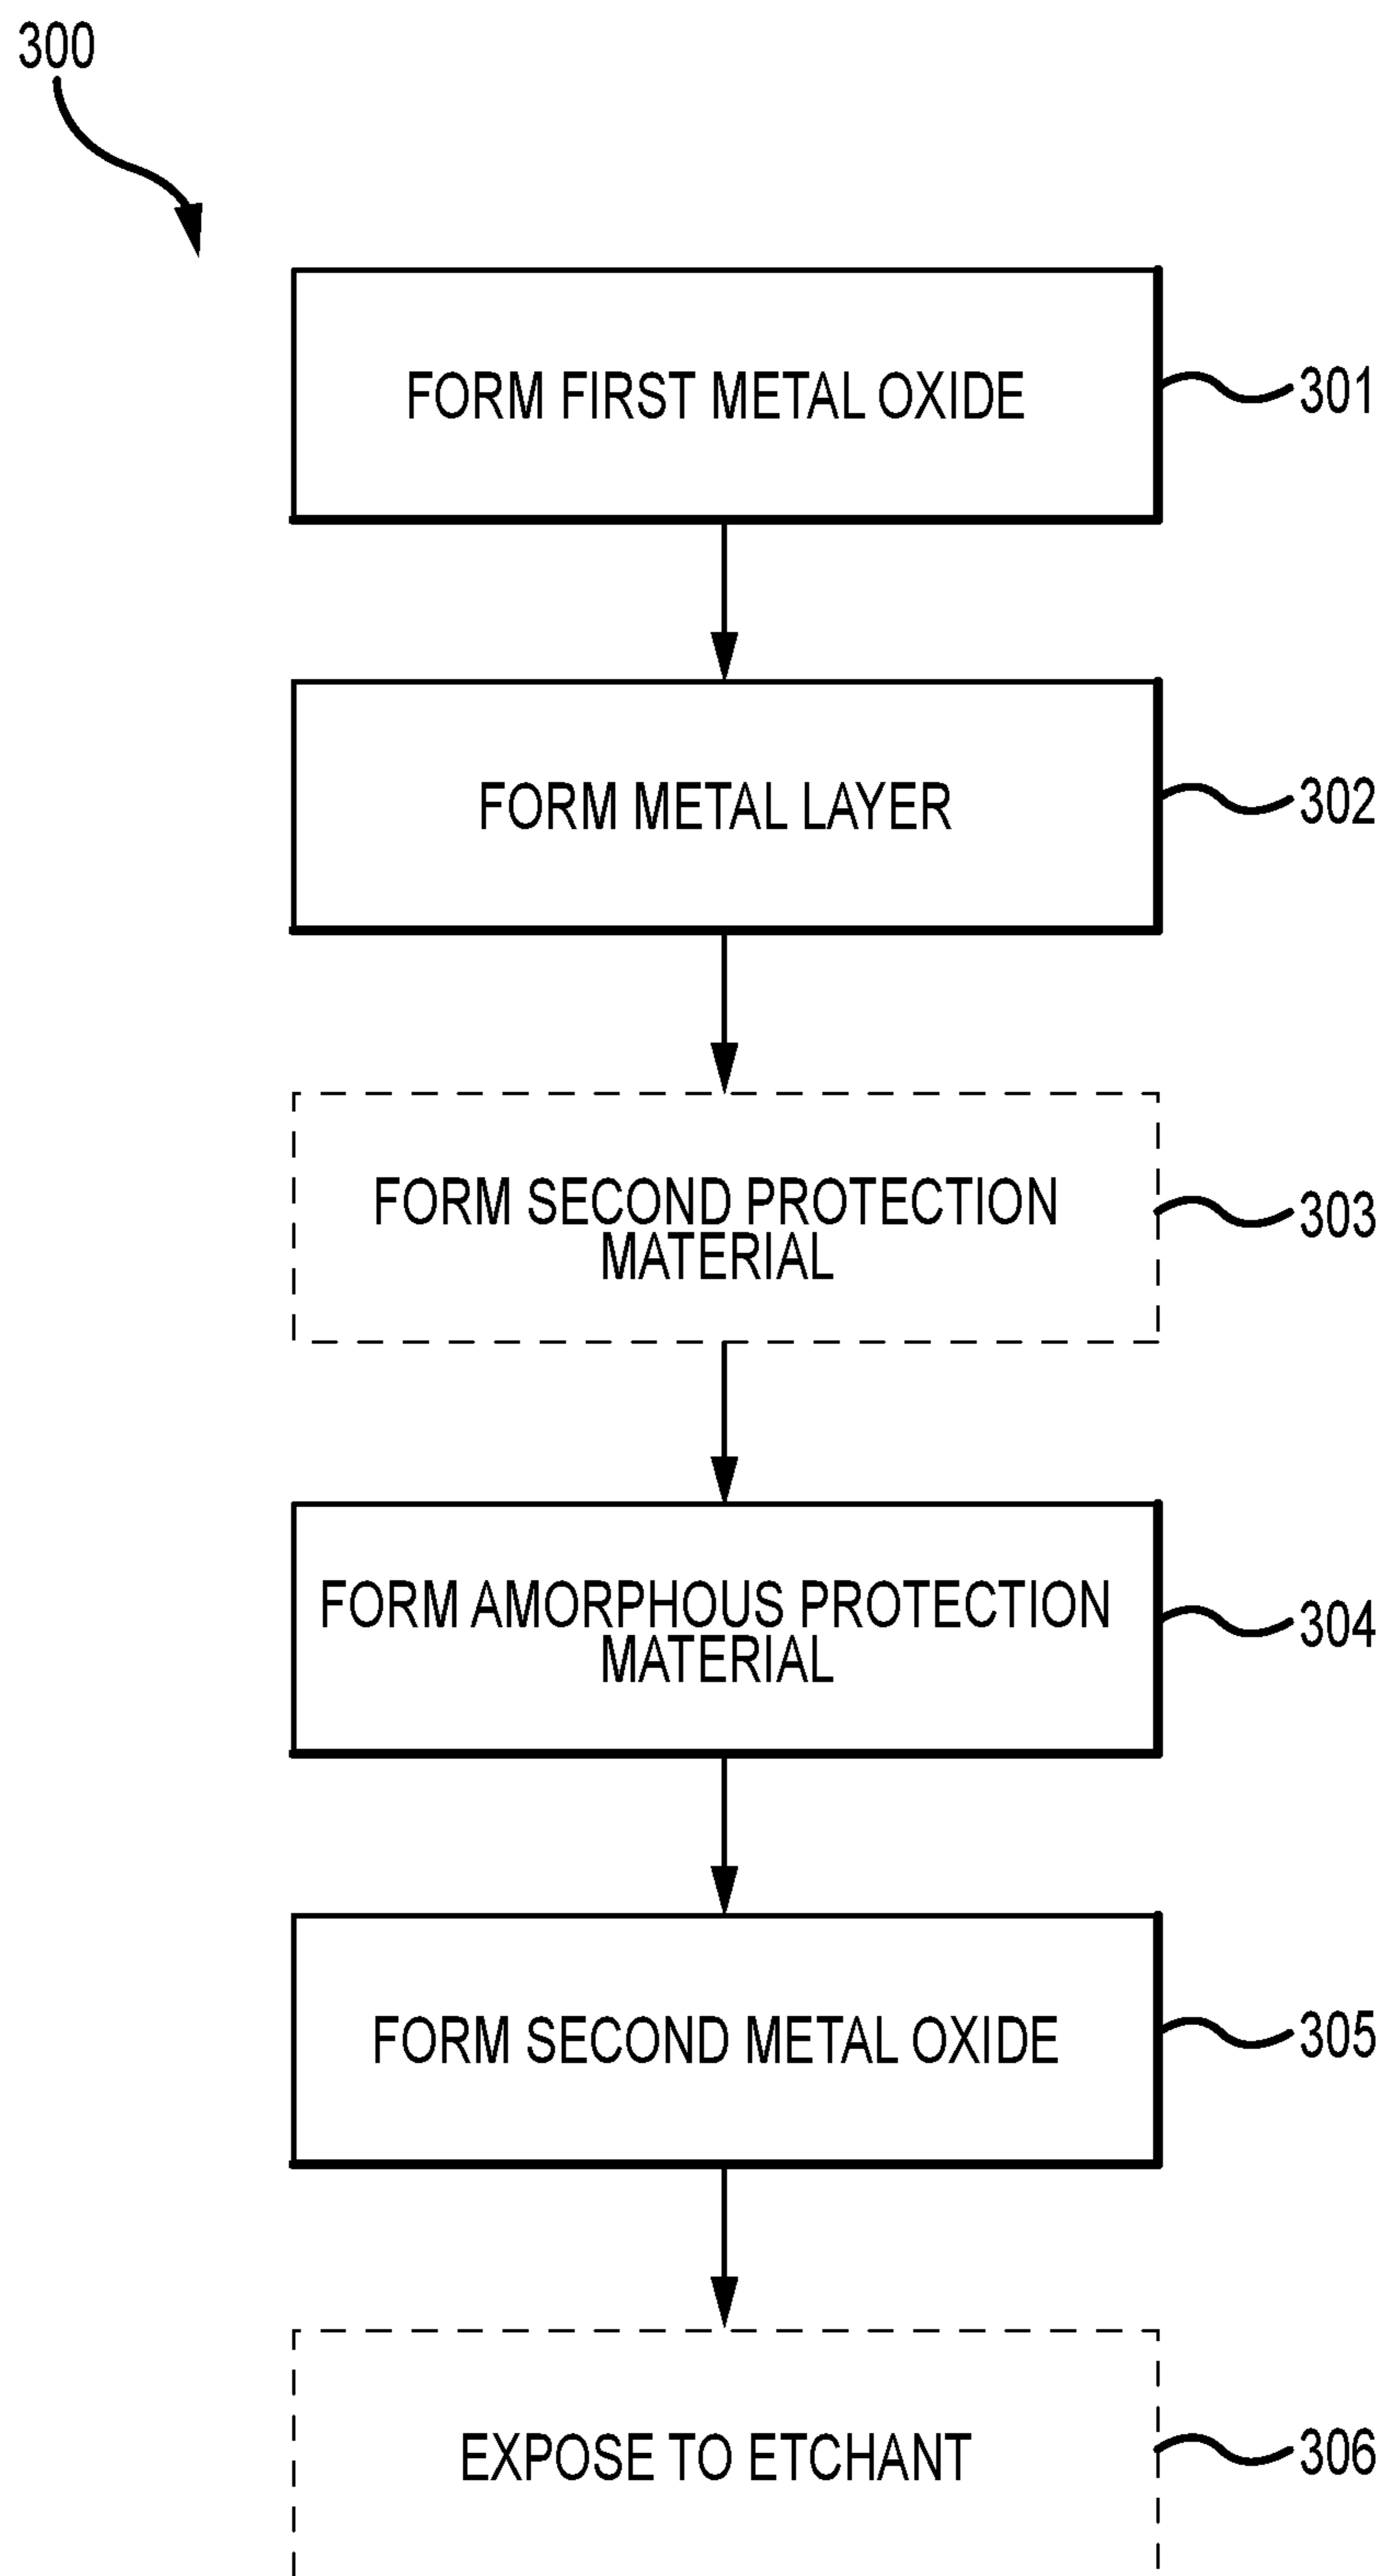 300
FORM FIRST METAL OXIDE
301
FORM METAL LAYER
302
FORM SECOND PROTECTION
MATERIAL
303
FORM AMORPHOUS PROTECTION
MATERIAL
304
FORM SECOND METAL OXIDE
305
EXPOSE TO ETCHANT
306